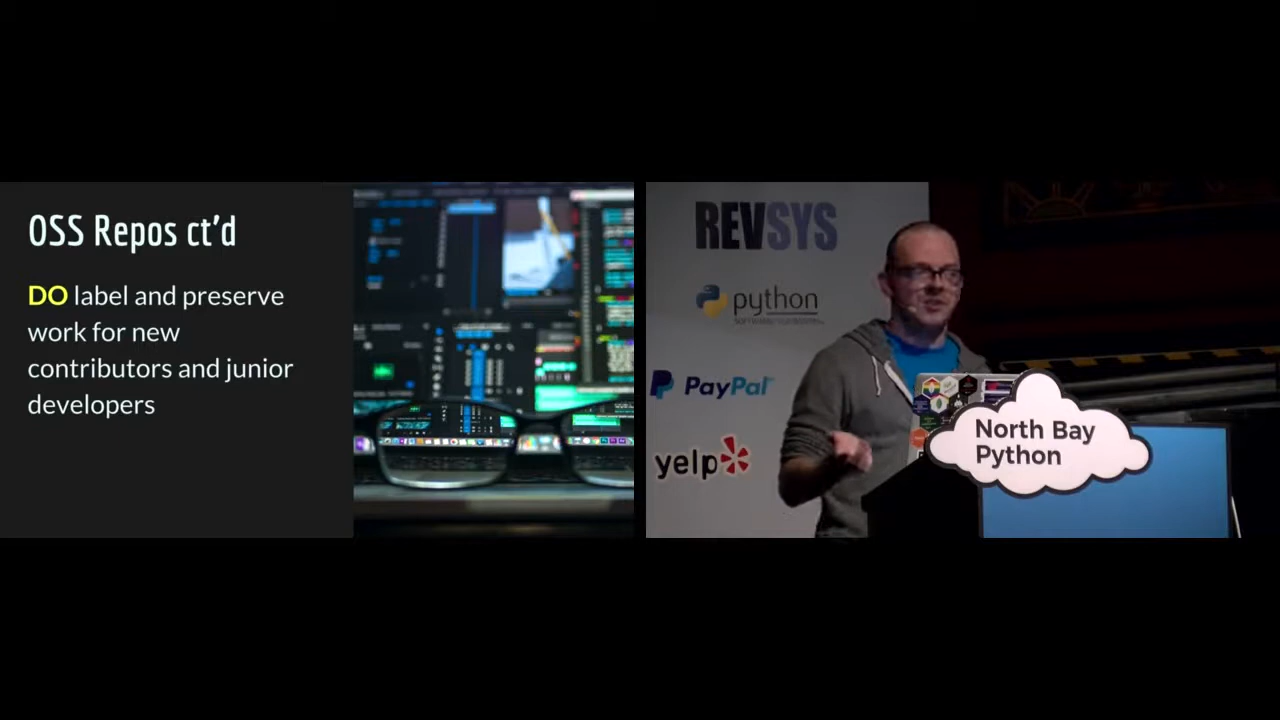 OSS Repos ct'd
DO label and preserve
work for new
contributors and junior
developers
REVSYS
python
PayPal
yelp
North Bay
Python